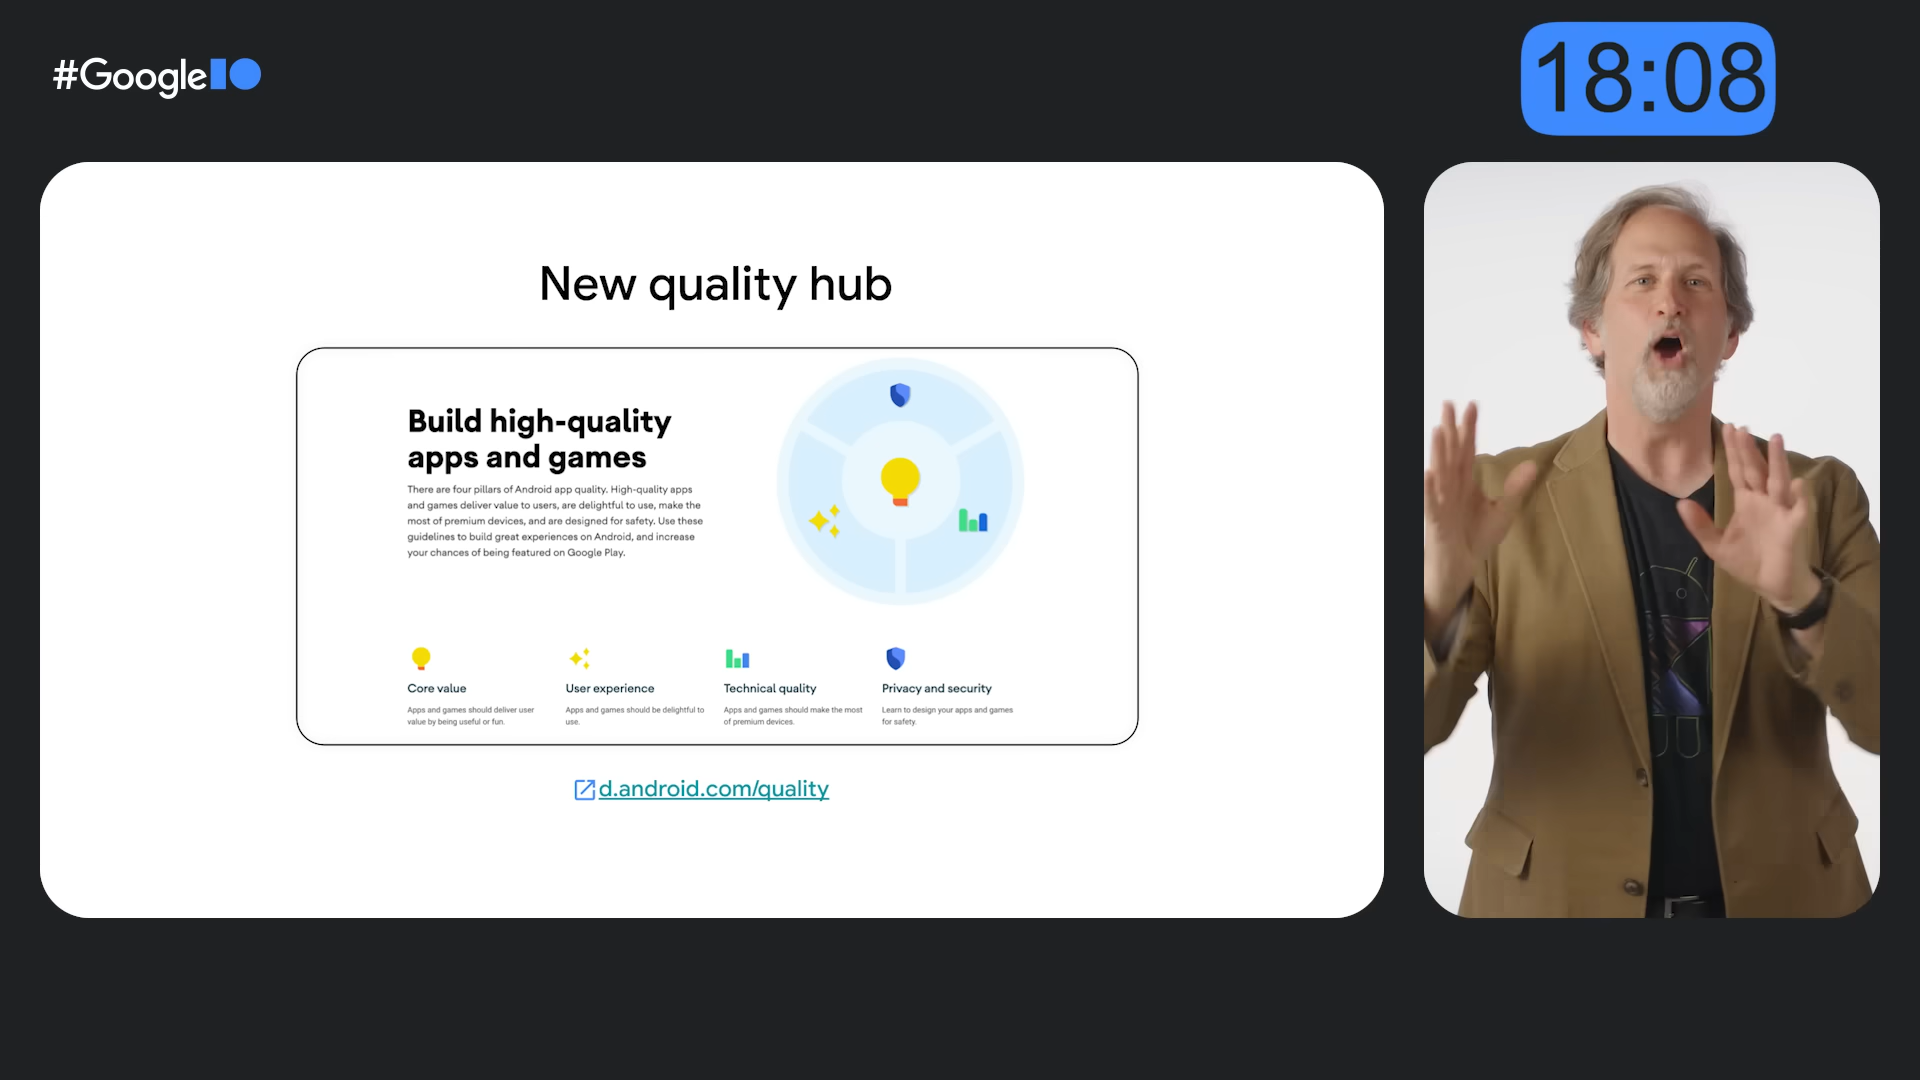 #GoogleIO
18:08
New quality hub
Build high-quality
apps and games
There are four pillars of Android app quality. High-quality apps
and games deliver value to users, are delightful to use, make the
most of premium devices, and are designed for safety. Use these
guidelines to build great experiences on Android, and increase
your chances of being featured on Google Play.
Core value
Apps and games should deliver user
value by being useful or fun.
User experience
Apps and games should be delightful to
use.
Technical quality
Apps and games should make the most
of premium devices.
Privacy and security
Learn to design your apps and games
for safety.
d.android.com/quality